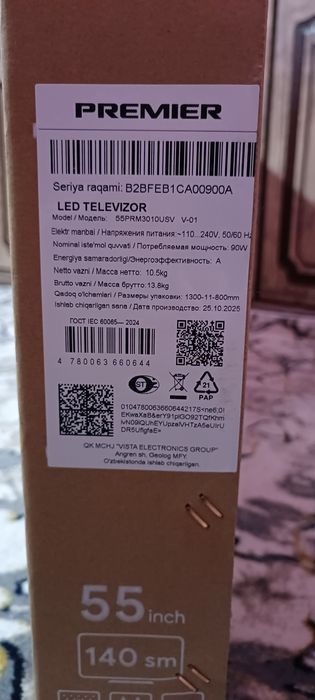 PREMIER
Seriya raqami: B2BFEB1CA00900A
LED TELEVIZOR
Model / Модель: 55PRM3010USV V-01
Elektr manbai / Напряжения питания:~110...240V, 50/60 Hz
Nominal iste'mol quvvati / Потребляемая мощность: 90W
Energiya samaradorligi/Энергоэффективность: A
Netto vazni / Масса нетто: 10.5kg
Brutto vazni / Масса брутто:13.8kg
Qadoq o'lchamlari / Размеры упаковки: 1300-11-800mm
Ishlab chiqarilgan sana / Дата производство: 25.10.2025
ГОСТ IEC 60065— 2024
4 780063 660644
ST
21
PAP
QK MCHJ "VISTA ELECTRONICS GROUP"
Angren sh, Geolog MFY.
O'zbekistonda ishlab chiqarilgan.
55 inch
140 sm